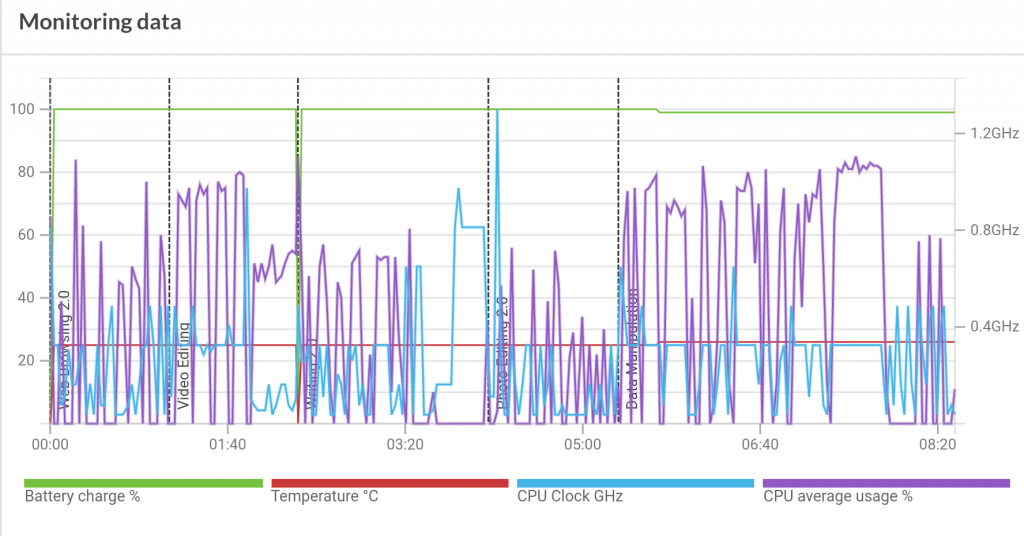 Monitoring data
100
80
60
40
20
1.2GHz
0.8GHz
0.4GHz
Web Browsing 2.0
Video Editing
Writing 2.0
Photo Editing 2.0
Data Manipulation
00:00
01:40
03:20
05:00
06:40
08:20
Battery charge %
Temperature °C
CPU Clock GHz
CPU average usage %